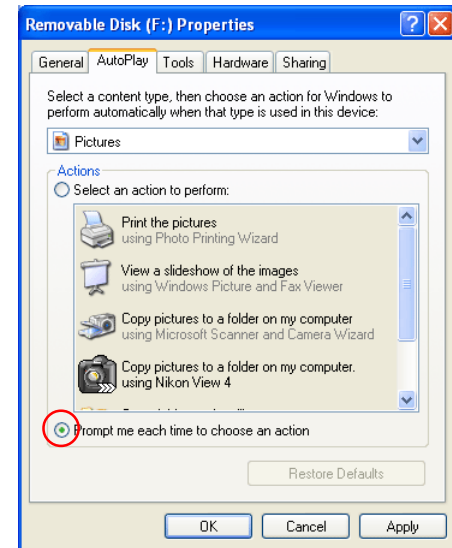 Removable Disk (F:) Properties
General AutoPlay Tools Hardware Sharing
Select a content type, then choose an action for Windows to
perform automatically when that type is used in this device:
Pictures
Actions
Select an action to perform:
Print the pictures
using Photo Printing Wizard
View a slideshow of the images
using Windows Picture and Fax Viewer
Copy pictures to a folder on my computer
using Microsoft Scanner and Camera Wizard
Copy pictures to a folder on my computer.
using Nikon View 4
Prompt me each time to choose an action
Restore Defaults
OK Cancel Apply